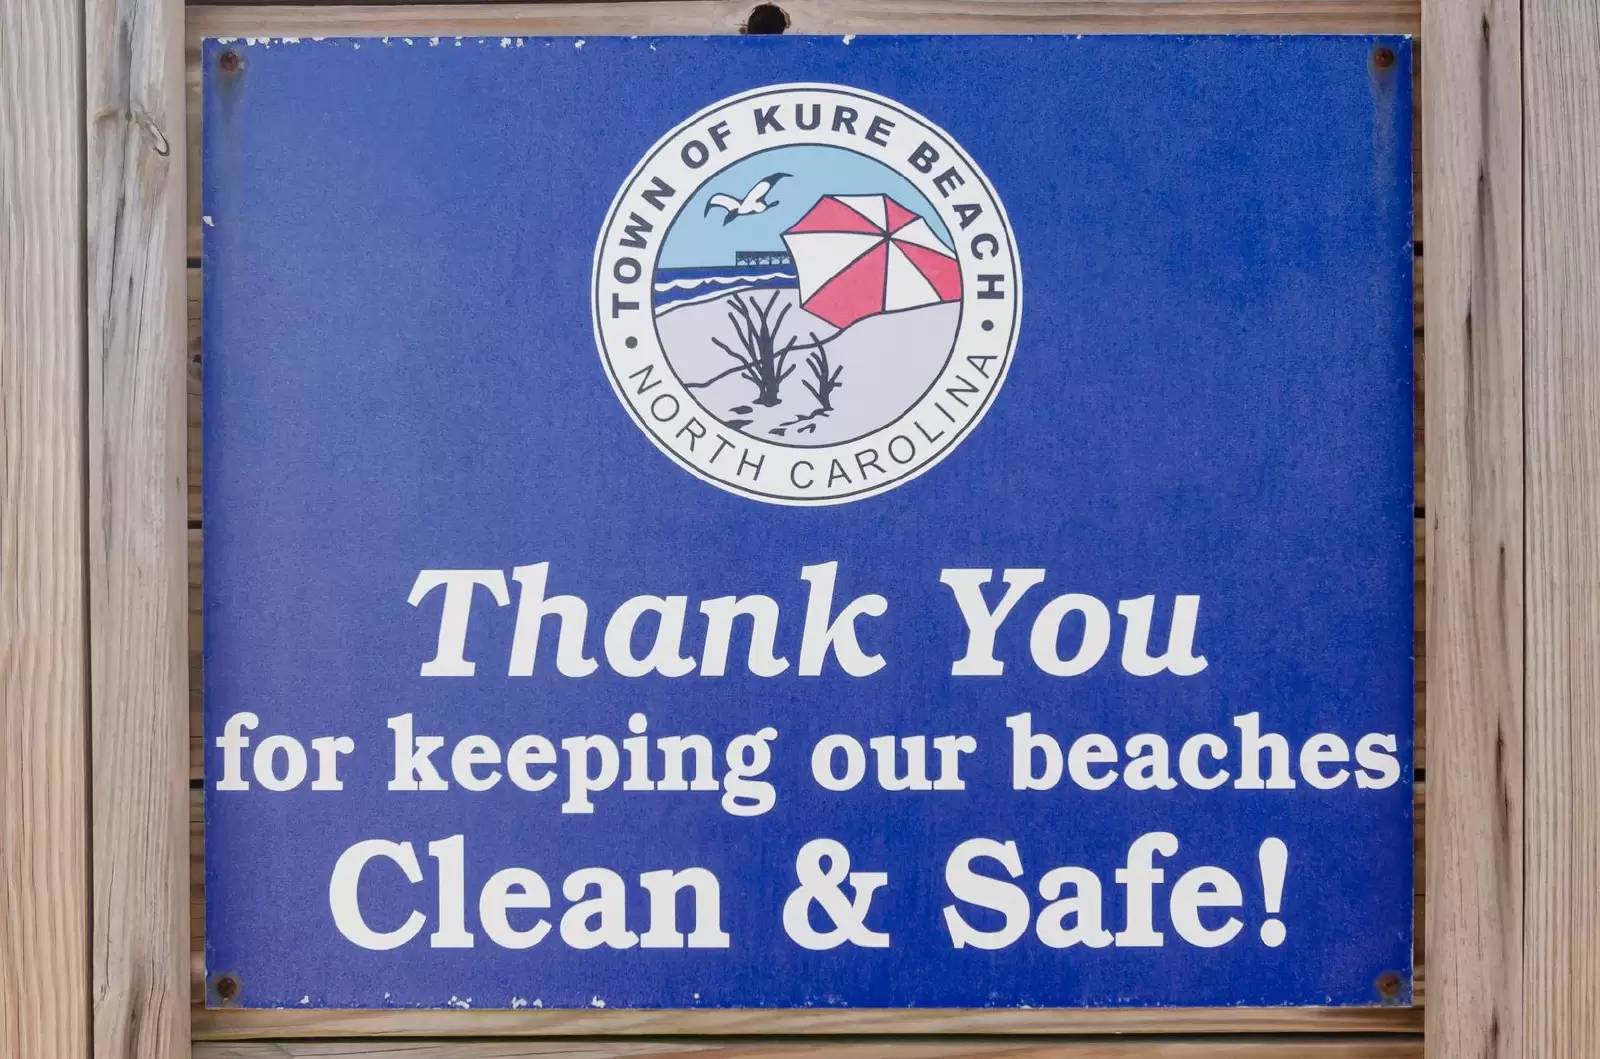 TOWN OF KURE BEACH
• NORTH CAROLINA •
Thank You
for keeping our beaches
Clean & Safe!